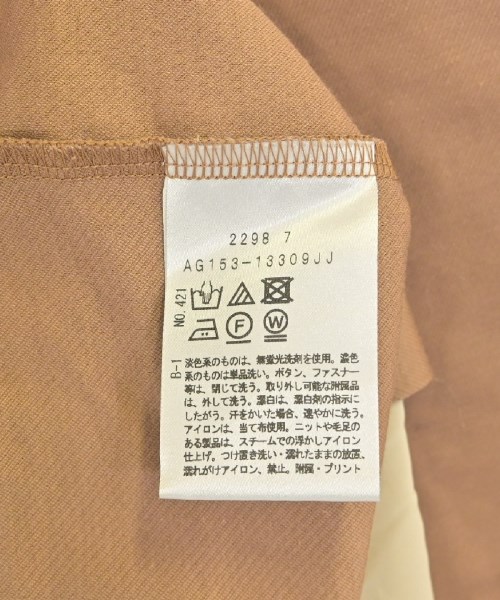 2298 7
AG153-13309JJ
NO.421
F W
B-1
淡色系のものは、無蛍光洗剤を使用。濃色
系のものは単品洗い。ボタン、ファスナー
等は、閉じて洗う。取り外し可能な附属品
は、外して洗う。漂白は、漂白剤の指示に
したがう。汗をかいた場合、速やかに洗う。
アイロンは、当て布使用。ニットや毛足の
ある製品は、スチームでの浮かしアイロン
仕上げ。つけ置き洗い・濡れたままの放置、
濡れがけアイロン、禁止。附属・プリント